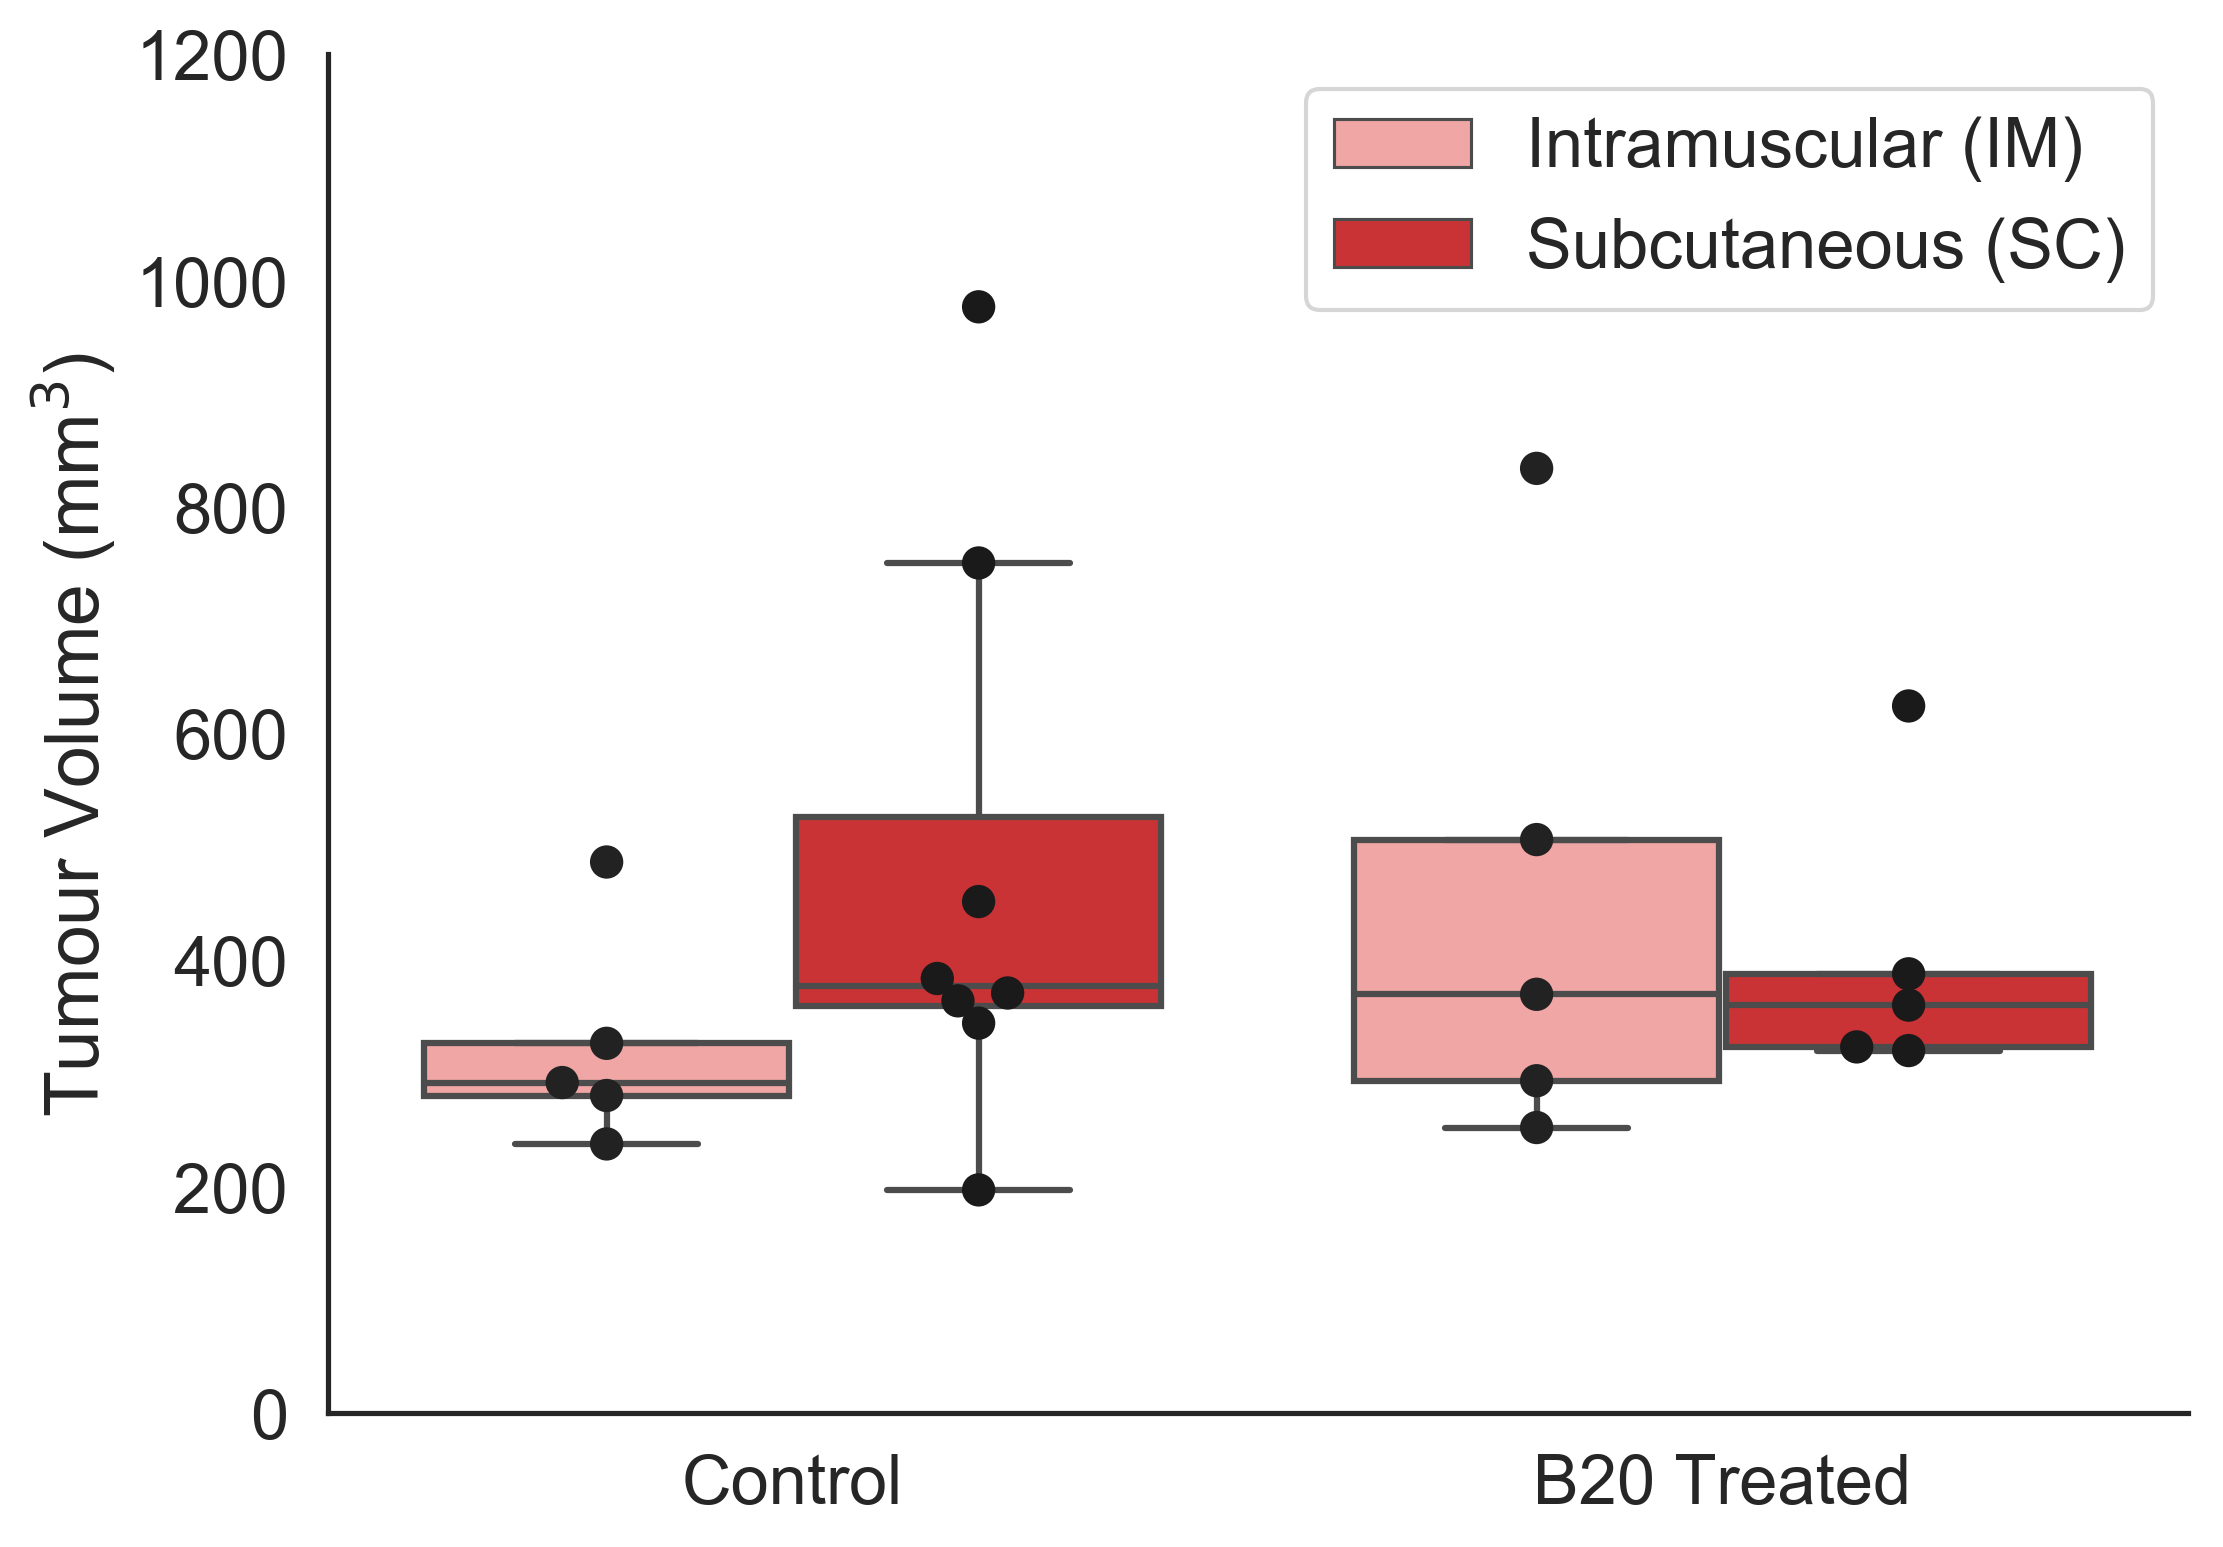 Tumour Volume (mm³)
1200
1000
800
600
400
200
0
Intramuscular (IM)
Subcutaneous (SC)
Control
B20 Treated